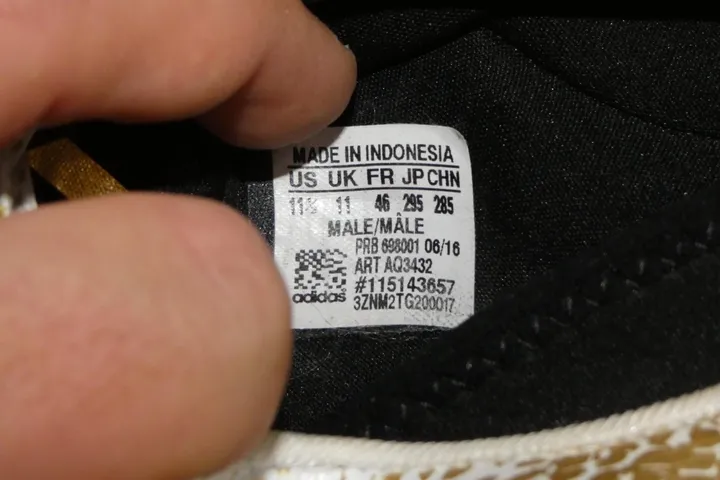 MADE IN INDONESIA
US UK FR JP CHN
11½ 11 46 295 285
MALE/MÂLE
PRB 698001 06/16
ART AQ3432
#115143657
3ZNM2TG200017
adidas